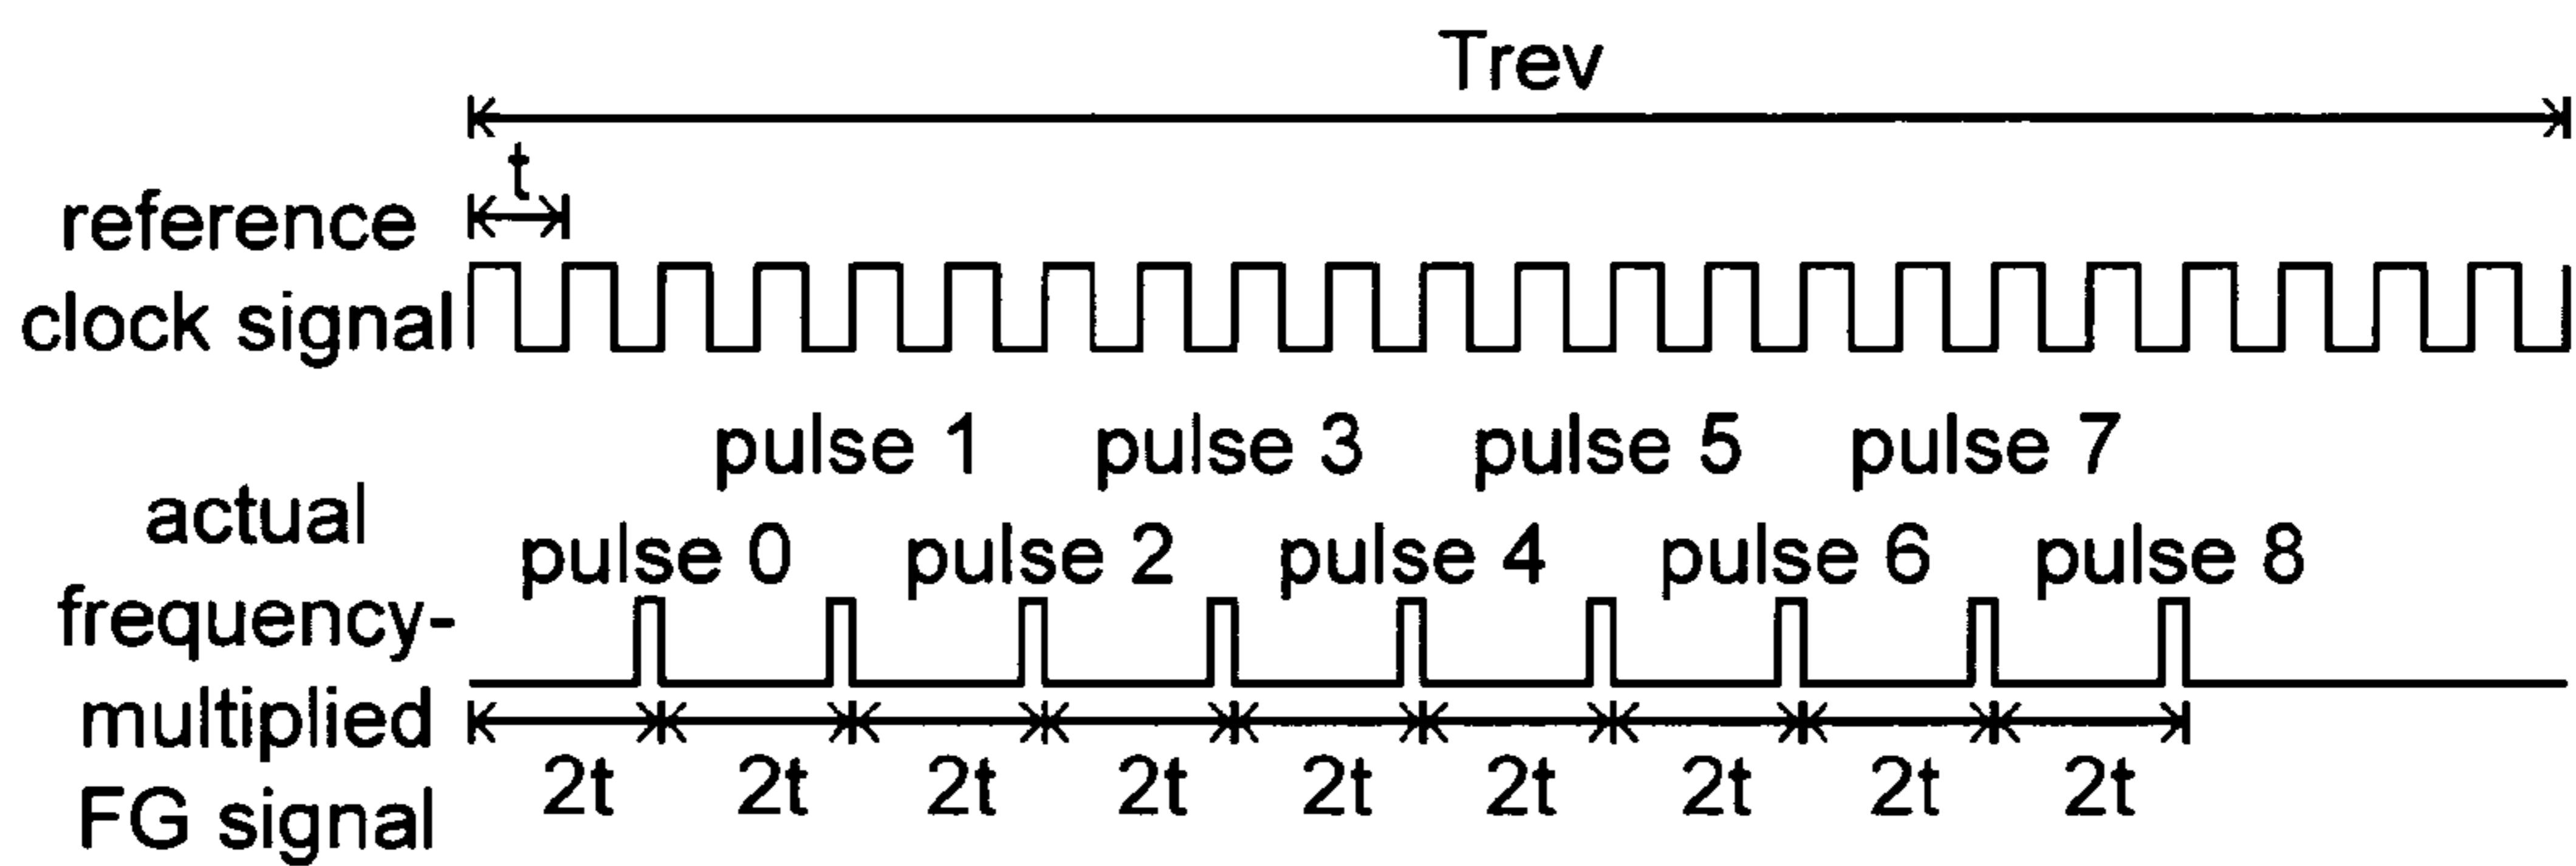 Trev
t
reference
clock signal
pulse 1 pulse 3 pulse 5 pulse 7
actual
pulse 0 pulse 2 pulse 4 pulse 6 pulse 8
frequency-
multiplied
2t 2t 2t 2t 2t 2t 2t 2t 2t
FG signal